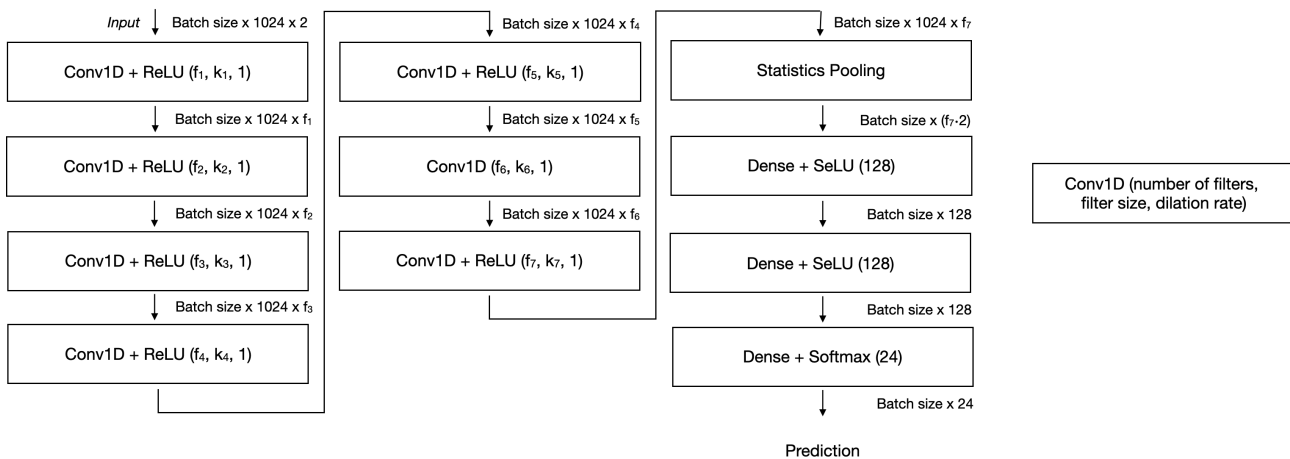 Input
Batch size x 1024 x 2
Conv1D + ReLU (f₁, k₁, 1)
Batch size x 1024 x f₁
Conv1D + ReLU (f₂, k₂, 1)
Batch size x 1024 x f₂
Conv1D + ReLU (f₃, k₃, 1)
Batch size x 1024 x f₃
Conv1D + ReLU (f₄, k₄, 1)
Batch size x 1024 x f₄
Conv1D + ReLU (f₅, k₅, 1)
Batch size x 1024 x f₅
Conv1D (f₆, k₆, 1)
Batch size x 1024 x f₆
Conv1D + ReLU (f₇, k₇, 1)
Batch size x 1024 x f₇
Statistics Pooling
Batch size x (f₇·2)
Dense + SeLU (128)
Batch size x 128
Dense + SeLU (128)
Batch size x 128
Dense + Softmax (24)
Batch size x 24
Prediction
Conv1D (number of filters,
filter size, dilation rate)